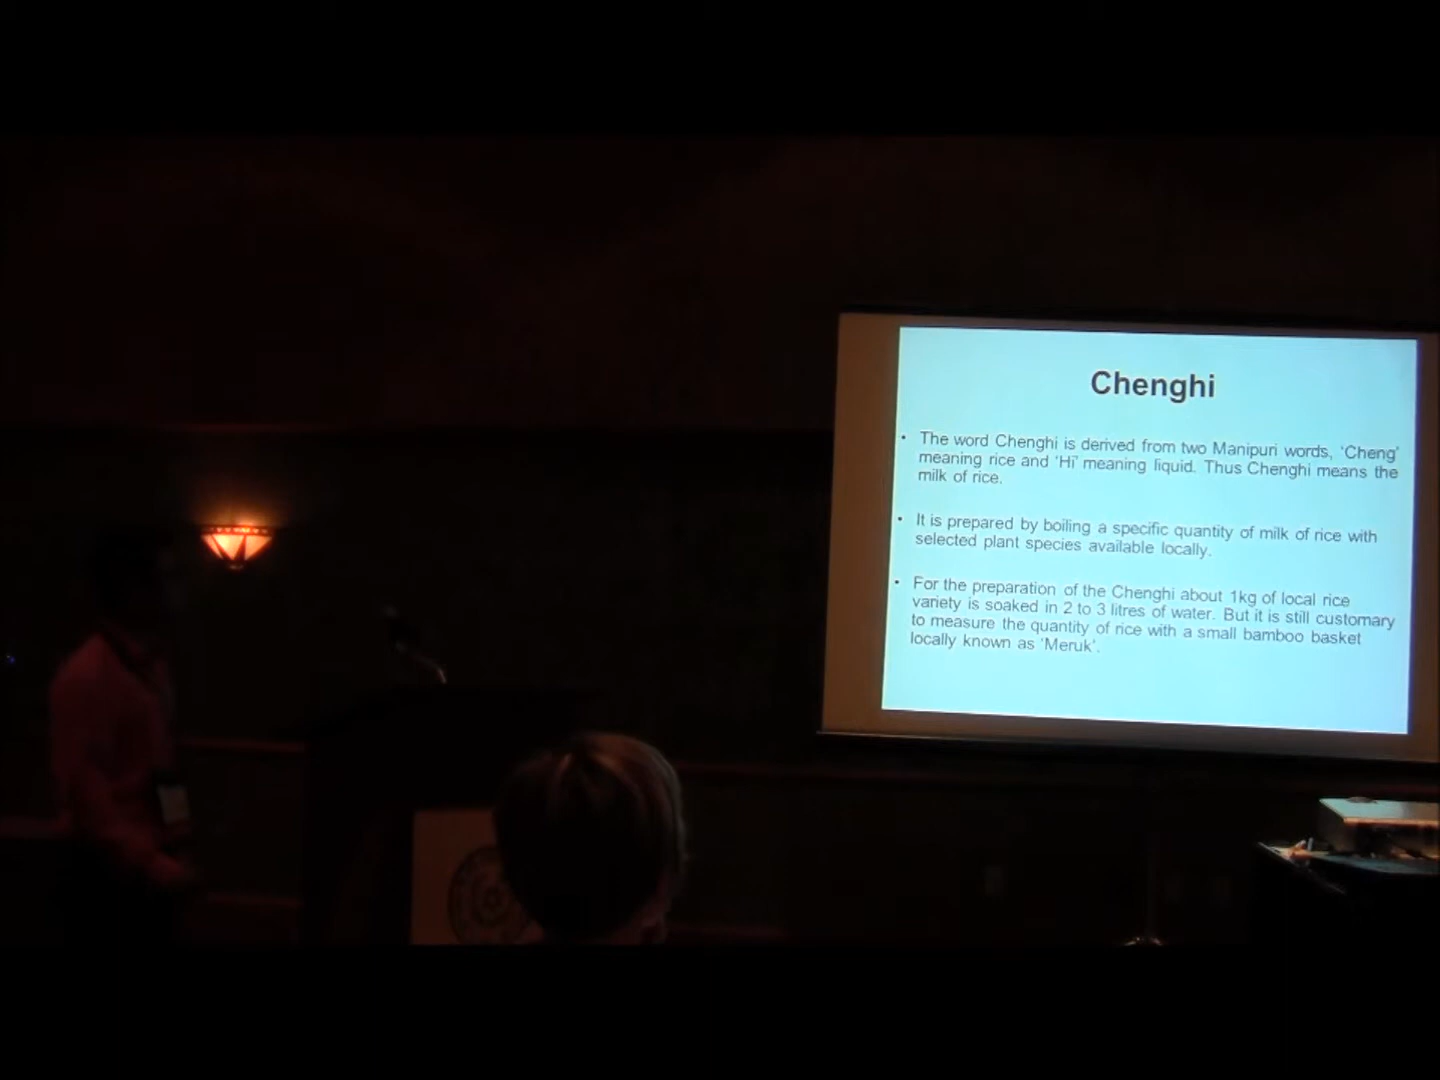 Chenghi
• The word Chenghi is derived from two Manipuri words, ‘Cheng’
meaning rice and ‘Hi’ meaning liquid. Thus Chenghi means the
milk of rice.
• It is prepared by boiling a specific quantity of milk of rice with
selected plant species available locally.
• For the preparation of the Chenghi about 1kg of local rice
variety is soaked in 2 to 3 litres of water. But it is still customary
to measure the quantity of rice with a small bamboo basket
locally known as ‘Meruk’.